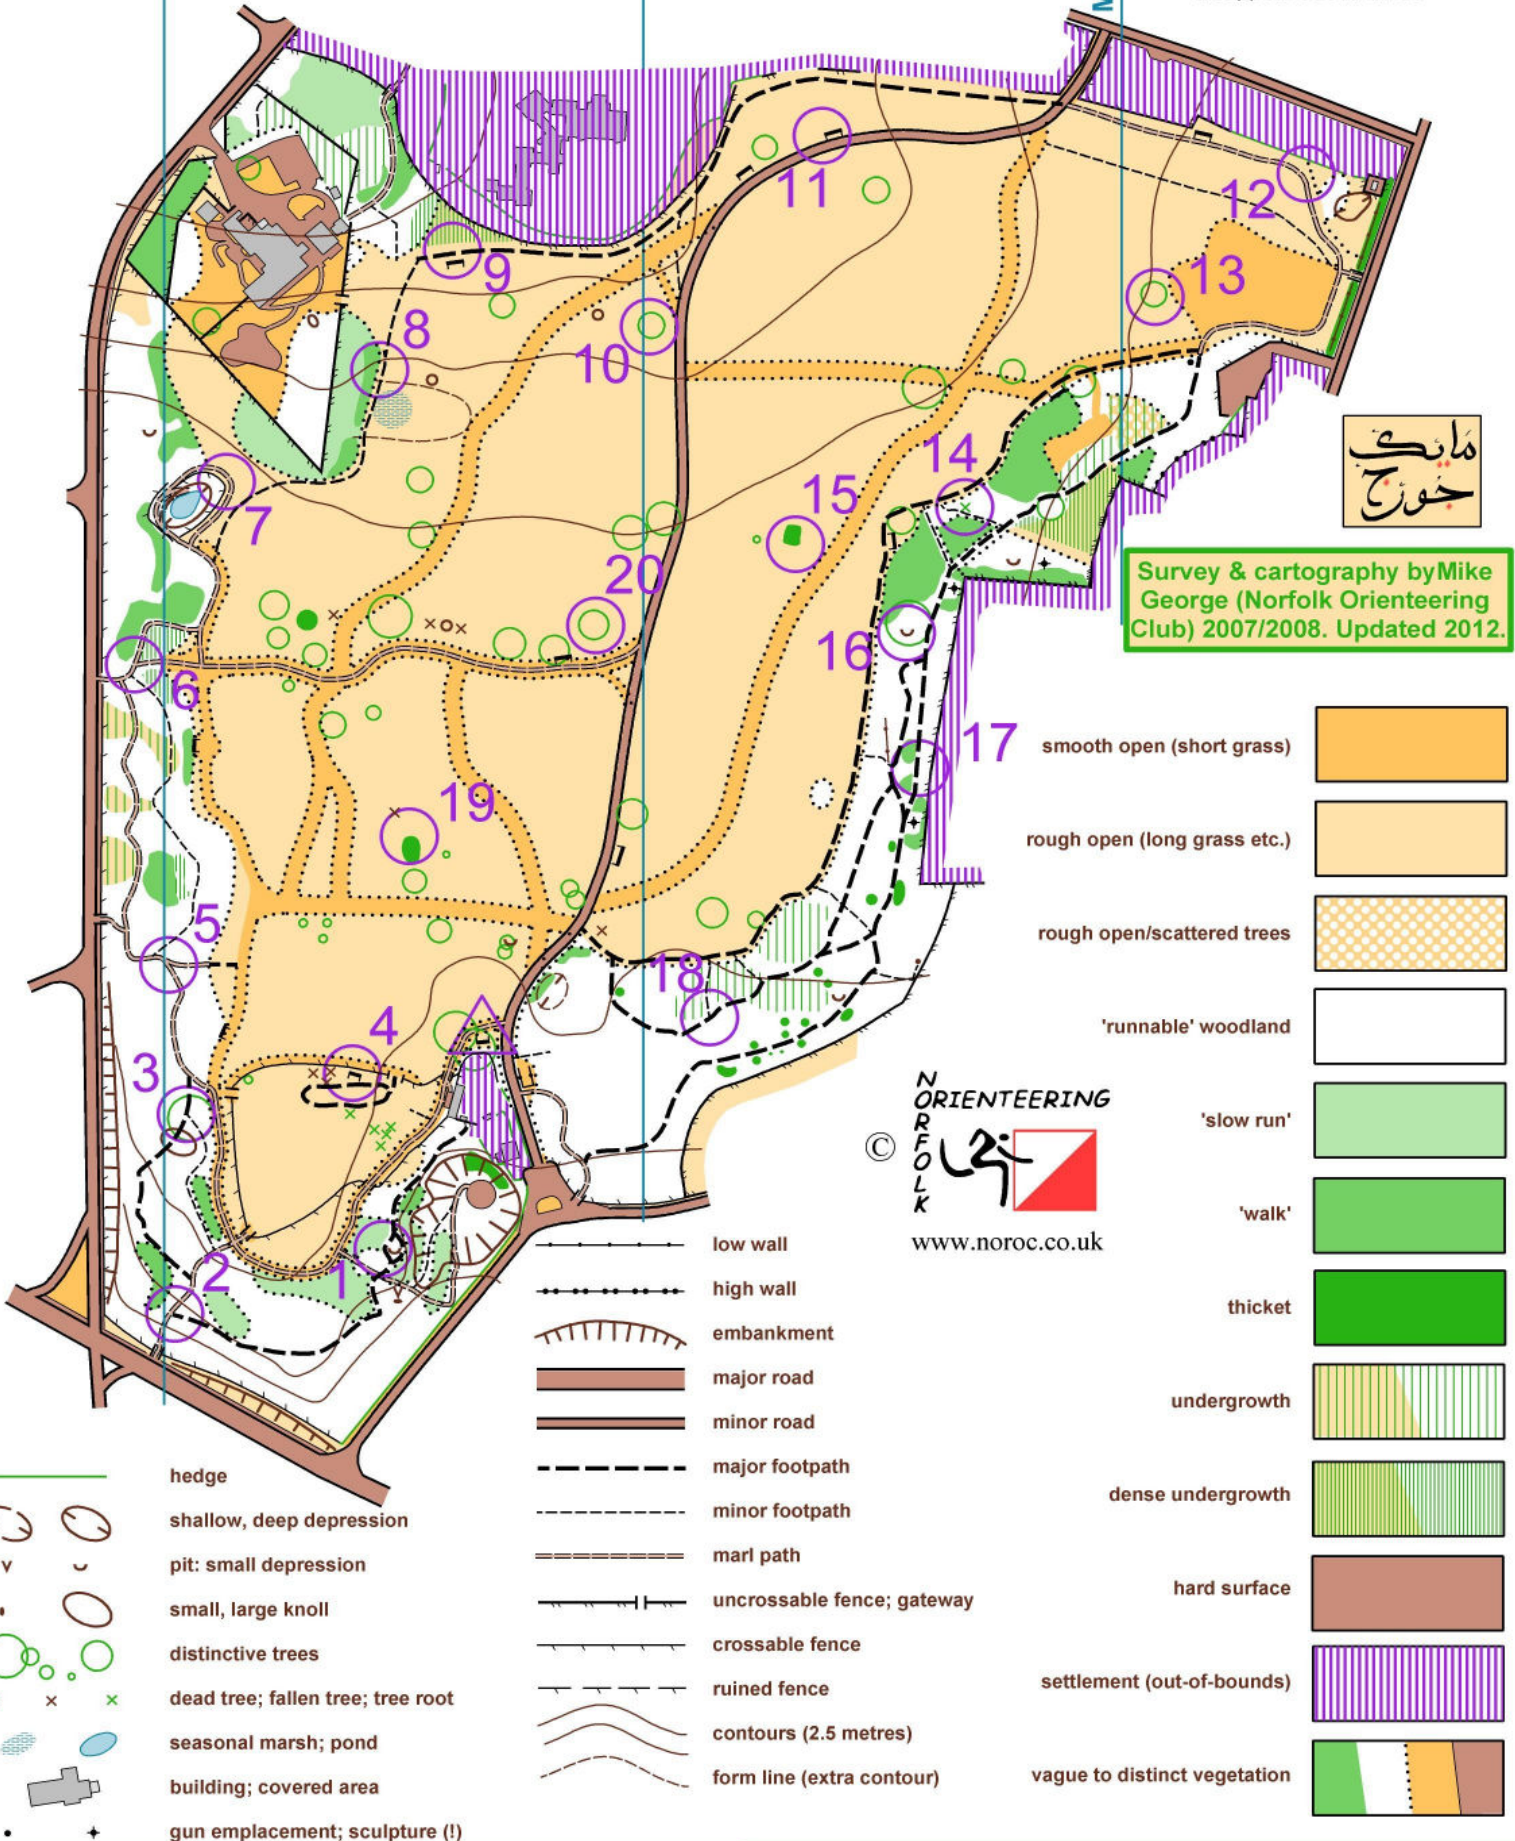 M
11
12
13
9
8
10
14
15
7
20
16
6
17
19
5
18
4
3
2
1
مَايِك
جُورْج
Survey & cartography byMike
George (Norfolk Orienteering
Club) 2007/2008. Updated 2012.
© NORFOLK
ORIENTEERING
www.noroc.co.uk
smooth open (short grass)
rough open (long grass etc.)
rough open/scattered trees
'runnable' woodland
'slow run'
'walk'
thicket
undergrowth
dense undergrowth
hard surface
settlement (out-of-bounds)
vague to distinct vegetation
low wall
high wall
embankment
major road
minor road
major footpath
minor footpath
marl path
uncrossable fence; gateway
crossable fence
ruined fence
contours (2.5 metres)
form line (extra contour)
hedge
shallow, deep depression
pit: small depression
small, large knoll
distinctive trees
dead tree; fallen tree; tree root
seasonal marsh; pond
building; covered area
gun emplacement; sculpture (!)